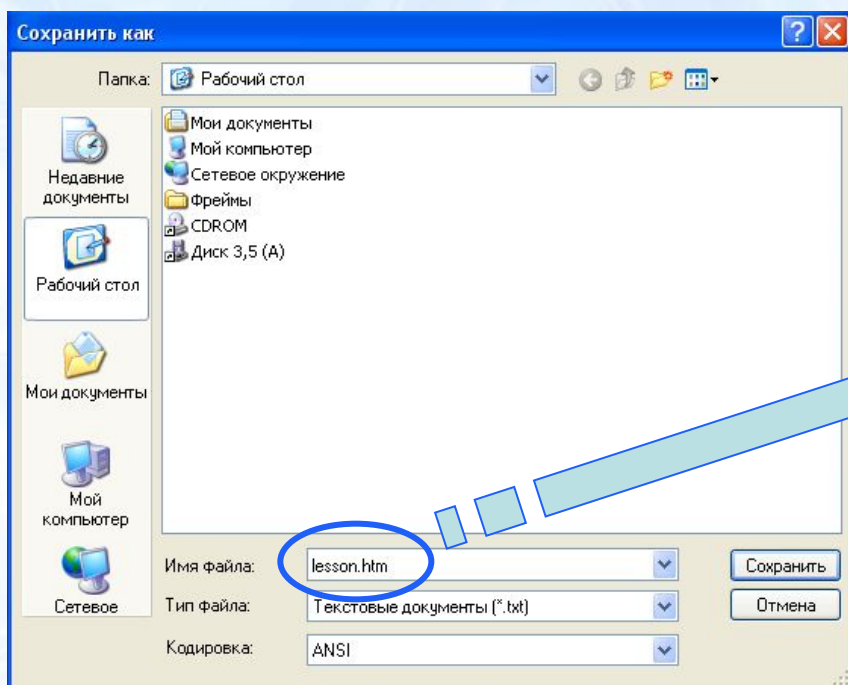 Сохранить как
Папка: Рабочий стол
Недавние документы
Рабочий стол
Мои документы
Мой компьютер
Сетевое
Мои документы
Мой компьютер
Сетевое окружение
Фреймы
CDROM
Диск 3,5 (A)
Имя файла: lesson.htm Сохранить
Тип файла: Текстовые документы (*.txt) Отмена
Кодировка: ANSI